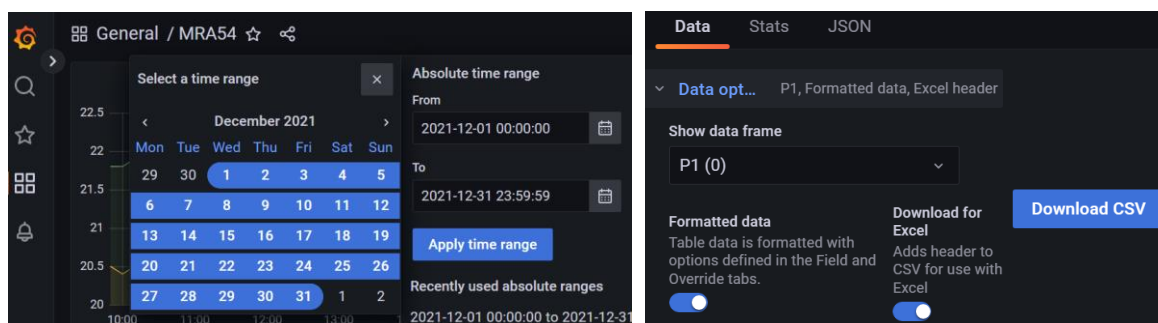 General / MRA54
Select a time range
22.5
22
21.5
21
20.5
20
10:00 11:00 12:00 13:00
December 2021
Mon Tue Wed Thu Fri Sat Sun
29 30 1 2 3 4 5
6 7 8 9 10 11 12
13 14 15 16 17 18 19
20 21 22 23 24 25 26
27 28 29 30 31 1 2
Absolute time range
From
2021-12-01 00:00:00
To
2021-12-31 23:59:59
Apply time range
Recently used absolute ranges
2021-12-01 00:00:00 to 2021-12-31
Data Stats JSON
Data opt... P1, Formatted data, Excel header
Show data frame
P1 (0)
Formatted data
Table data is formatted with
options defined in the Field and
Override tabs.
Download for
Excel
Adds header to
CSV for use with
Excel
Download CSV